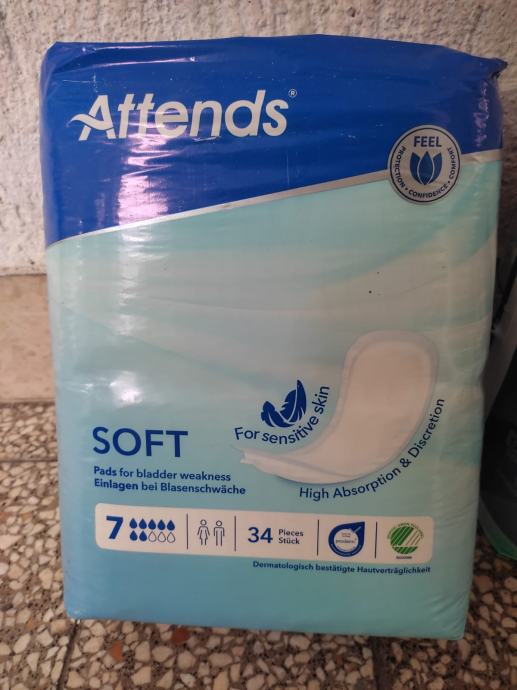 Attends®
FEEL
PROTECTION • CONFIDENCE • COMFORT
For sensitive skin
SOFT
Pads for bladder weakness
Einlagen bei Blasenschwäche
High Absorption & Discretion
7
34 Pieces
Stück
Dermatologisch bestätigte Hautverträglichkeit